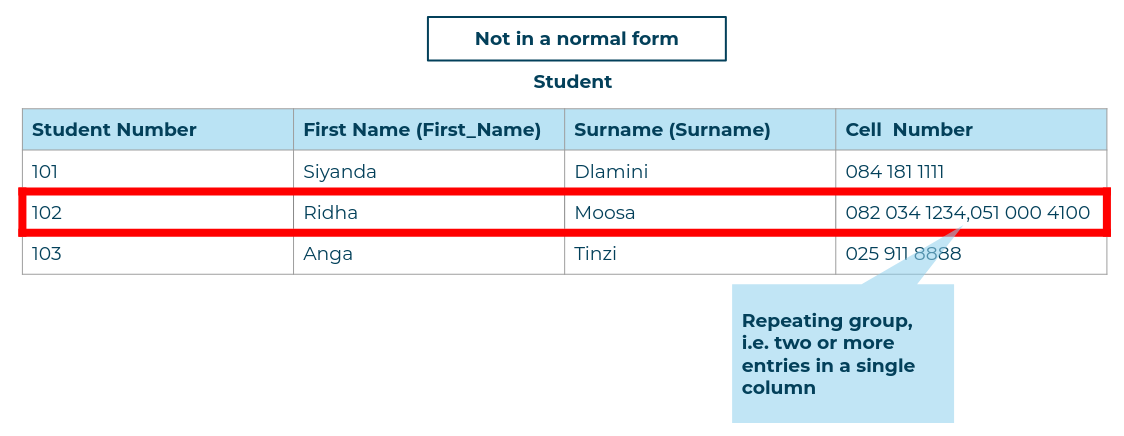 Not in a normal form
Student
Student Number First Name (First_Name) Surname (Surname) Cell Number
101 Siyanda Dlamini 084 181 1111
102 Ridha Moosa 082 034 1234,051 000 4100
103 Anga Tinzi 025 911 8888
Repeating group,
i.e. two or more
entries in a single
column